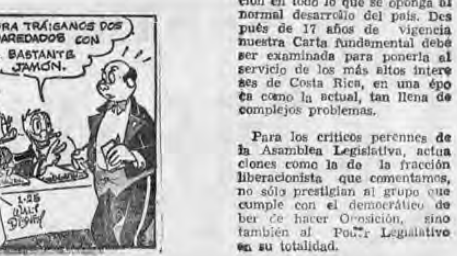 RA TRÁIGANOS DOS
AREDADOS CON
BASTANTE
JAMÓN.
1-25
WALT
DISNEY
ción en todo lo que se oponga al
normal desarrollo del país. Des
pués de 17 años de vigencia
nuestra Carta fundamental debe
ser examinada para ponerla al
servicio de los más altos intere
ses de Costa Rica, en una épo
ca como la actual, tan llena de
complejos problemas.
Para los críticos perennes de
la Asamblea Legislativa, actua
ciones como la de la fracción
liberacionista que comentamos,
no sólo prestigian al grupo que
cumple con el democrático de
ber de hacer Oposición, sino
también al Poder Legislativo
en su totalidad.